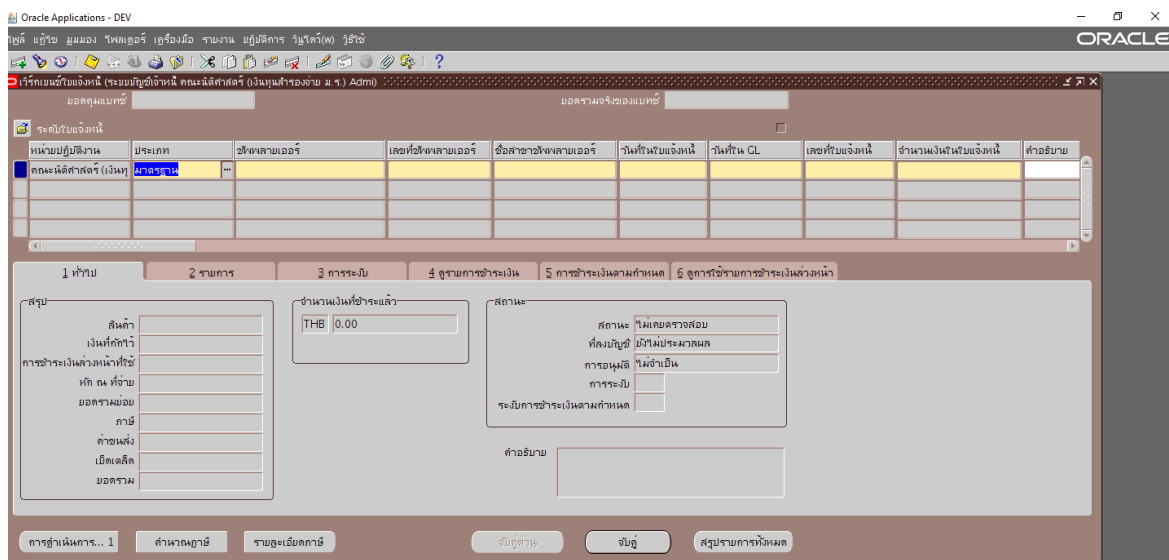 Oracle Applications - DEV
ไฟล์ แก้ไข มุมมอง โฟลเดอร์ เครื่องมือ รายงาน ปฏิบัติการ วินโดว์(w) วิธีใช้
ORACLE
เวิร์กเบนช์ใบแจ้งหนี้ (ระบบบัญชีเจ้าหนี้ คณะนิติศาสตร์ (เงินทุนสำรองจ่าย ม.ร.) Admi)
ยอดคุมแบทช์ ยอดรวมจริงของแบทช์
ระดับใบแจ้งหนี้
หน่วยปฏิบัติงาน ประเภท ซัพพลายเออร์ เลขที่ซัพพลายเออร์ ชื่อสาขาซัพพลายเออร์ วันที่ในใบแจ้งหนี้ วันที่ใน GL เลขที่ใบแจ้งหนี้ จำนวนเงินในใบแจ้งหนี้ คำอธิบาย
คณะนิติศาสตร์ (เงินทุ มาตรฐาน ...
1 ทั่วไป 2 รายการ 3 การระงับ 4 ดูรายการชำระเงิน 5 การชำระเงินตามกำหนด 6 ดูการใช้รายการชำระเงินล่วงหน้า
สรุป
สินค้า
เงินที่กักไว้
การชำระเงินล่วงหน้าที่ใช้
หัก ณ ที่จ่าย
ยอดรวมย่อย
ภาษี
ค่าขนส่ง
เบ็ดเตล็ด
ยอดรวม
จำนวนเงินที่ชำระแล้ว
THB 0.00
สถานะ
สถานะ ไม่เคยตรวจสอบ
ที่ลงบัญชี ยังไม่ประมวลผล
การอนุมัติ ไม่จำเป็น
การระงับ
ระงับการชำระเงินตามกำหนด
คำอธิบาย
การดำเนินการ... 1 คำนวณภาษี รายละเอียดภาษี จับคู่ด่วน จับคู่ สรุปรายการทั้งหมด